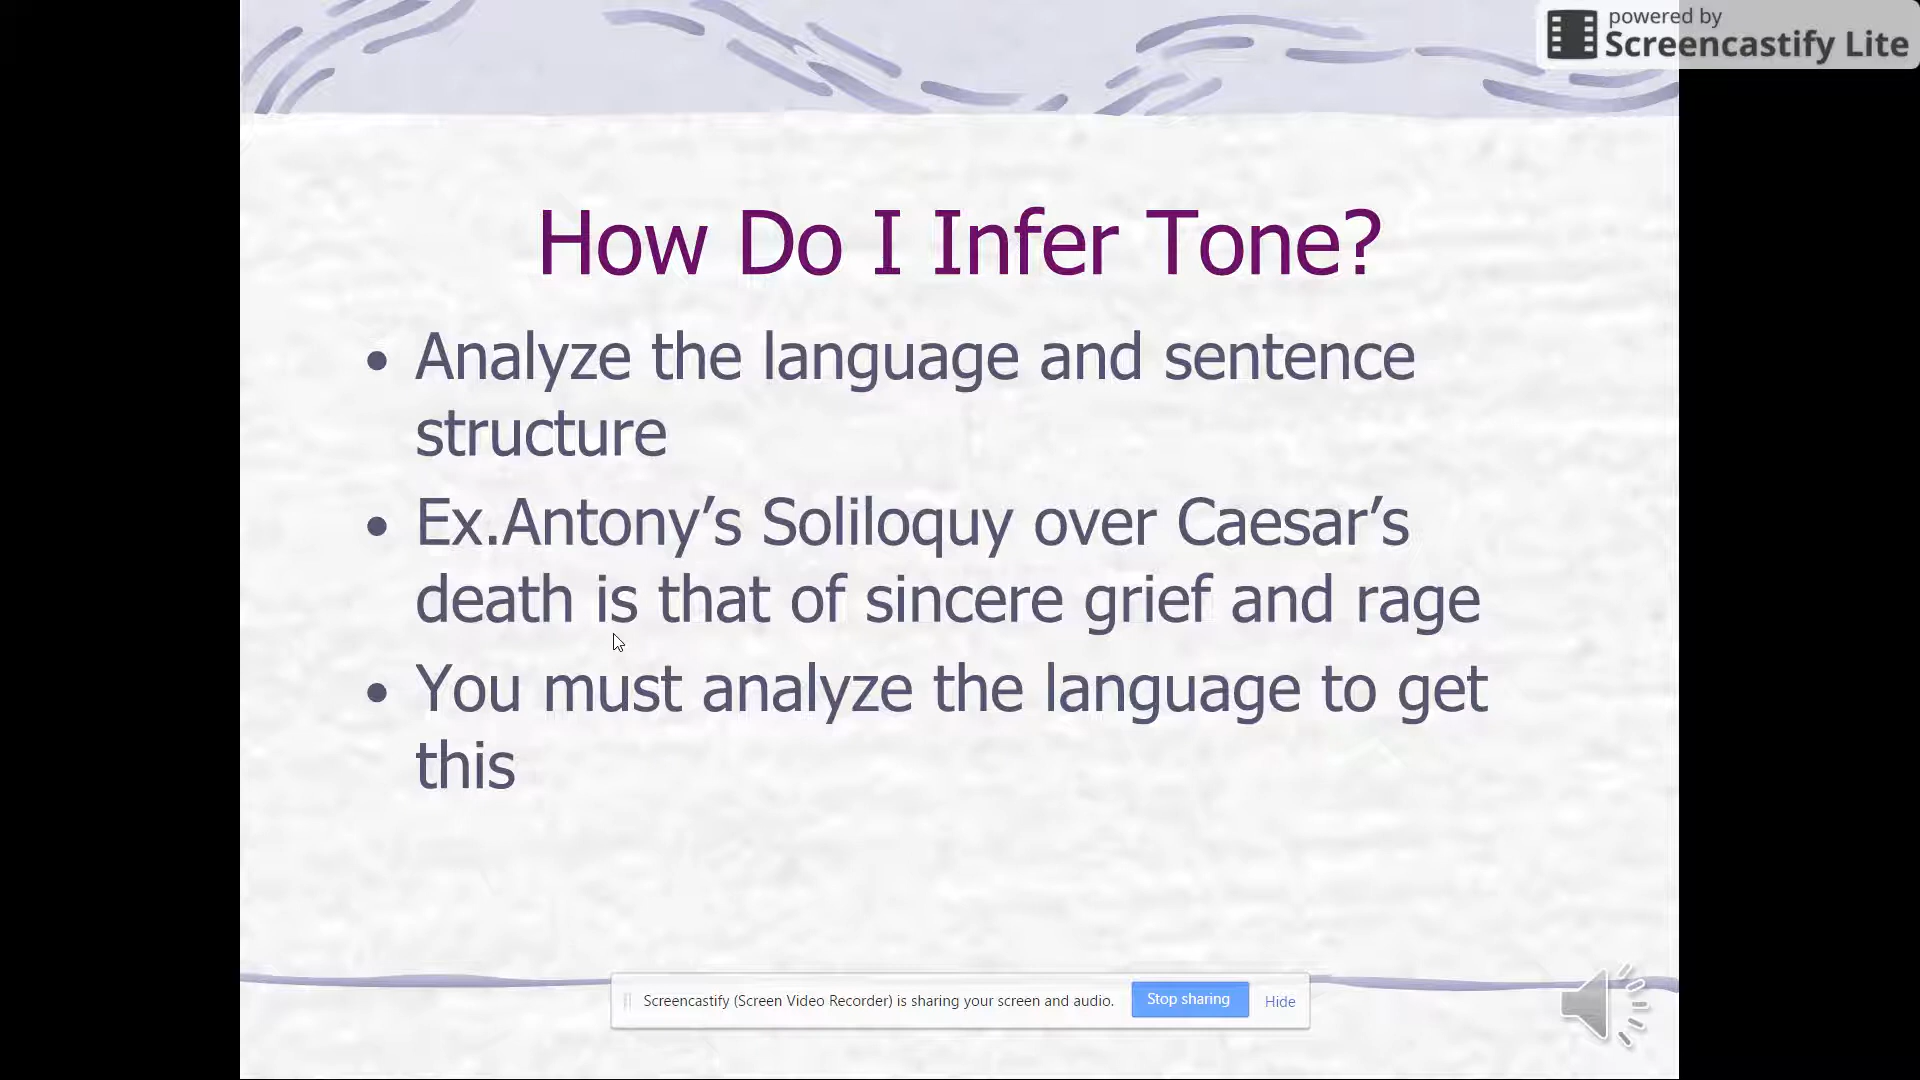 powered by
Screencastify Lite
How Do I Infer Tone?
• Analyze the language and sentence
structure
• Ex.Antony’s Soliloquy over Caesar’s
death is that of sincere grief and rage
• You must analyze the language to get
this
Screencastify (Screen Video Recorder) is sharing your screen and audio. Stop sharing Hide